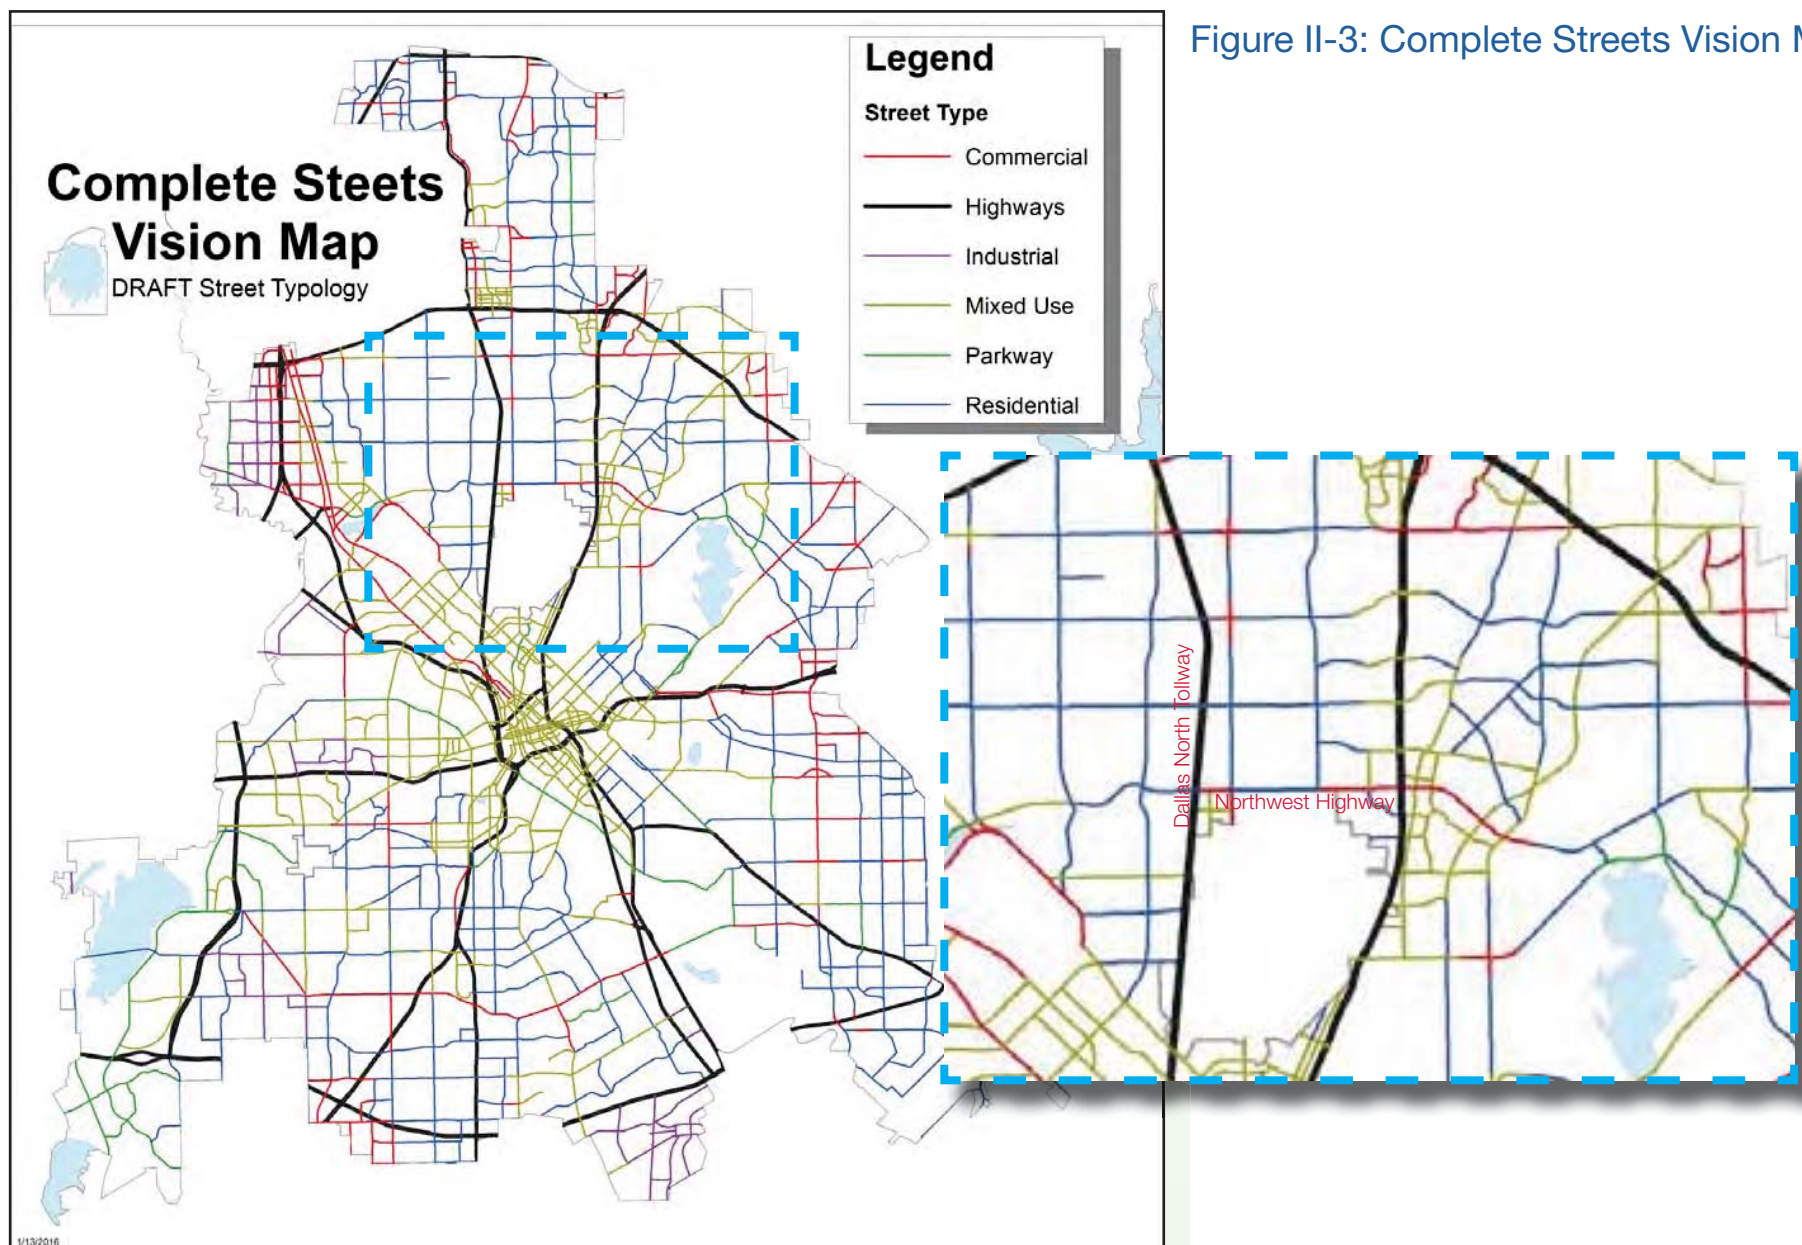 Figure II-3: Complete Streets Vision M
Complete Steets
Vision Map
DRAFT Street Typology
Legend
Street Type
Commercial
Highways
Industrial
Mixed Use
Parkway
Residential
Dallas North Tollway
Northwest Highway
1/13/2016